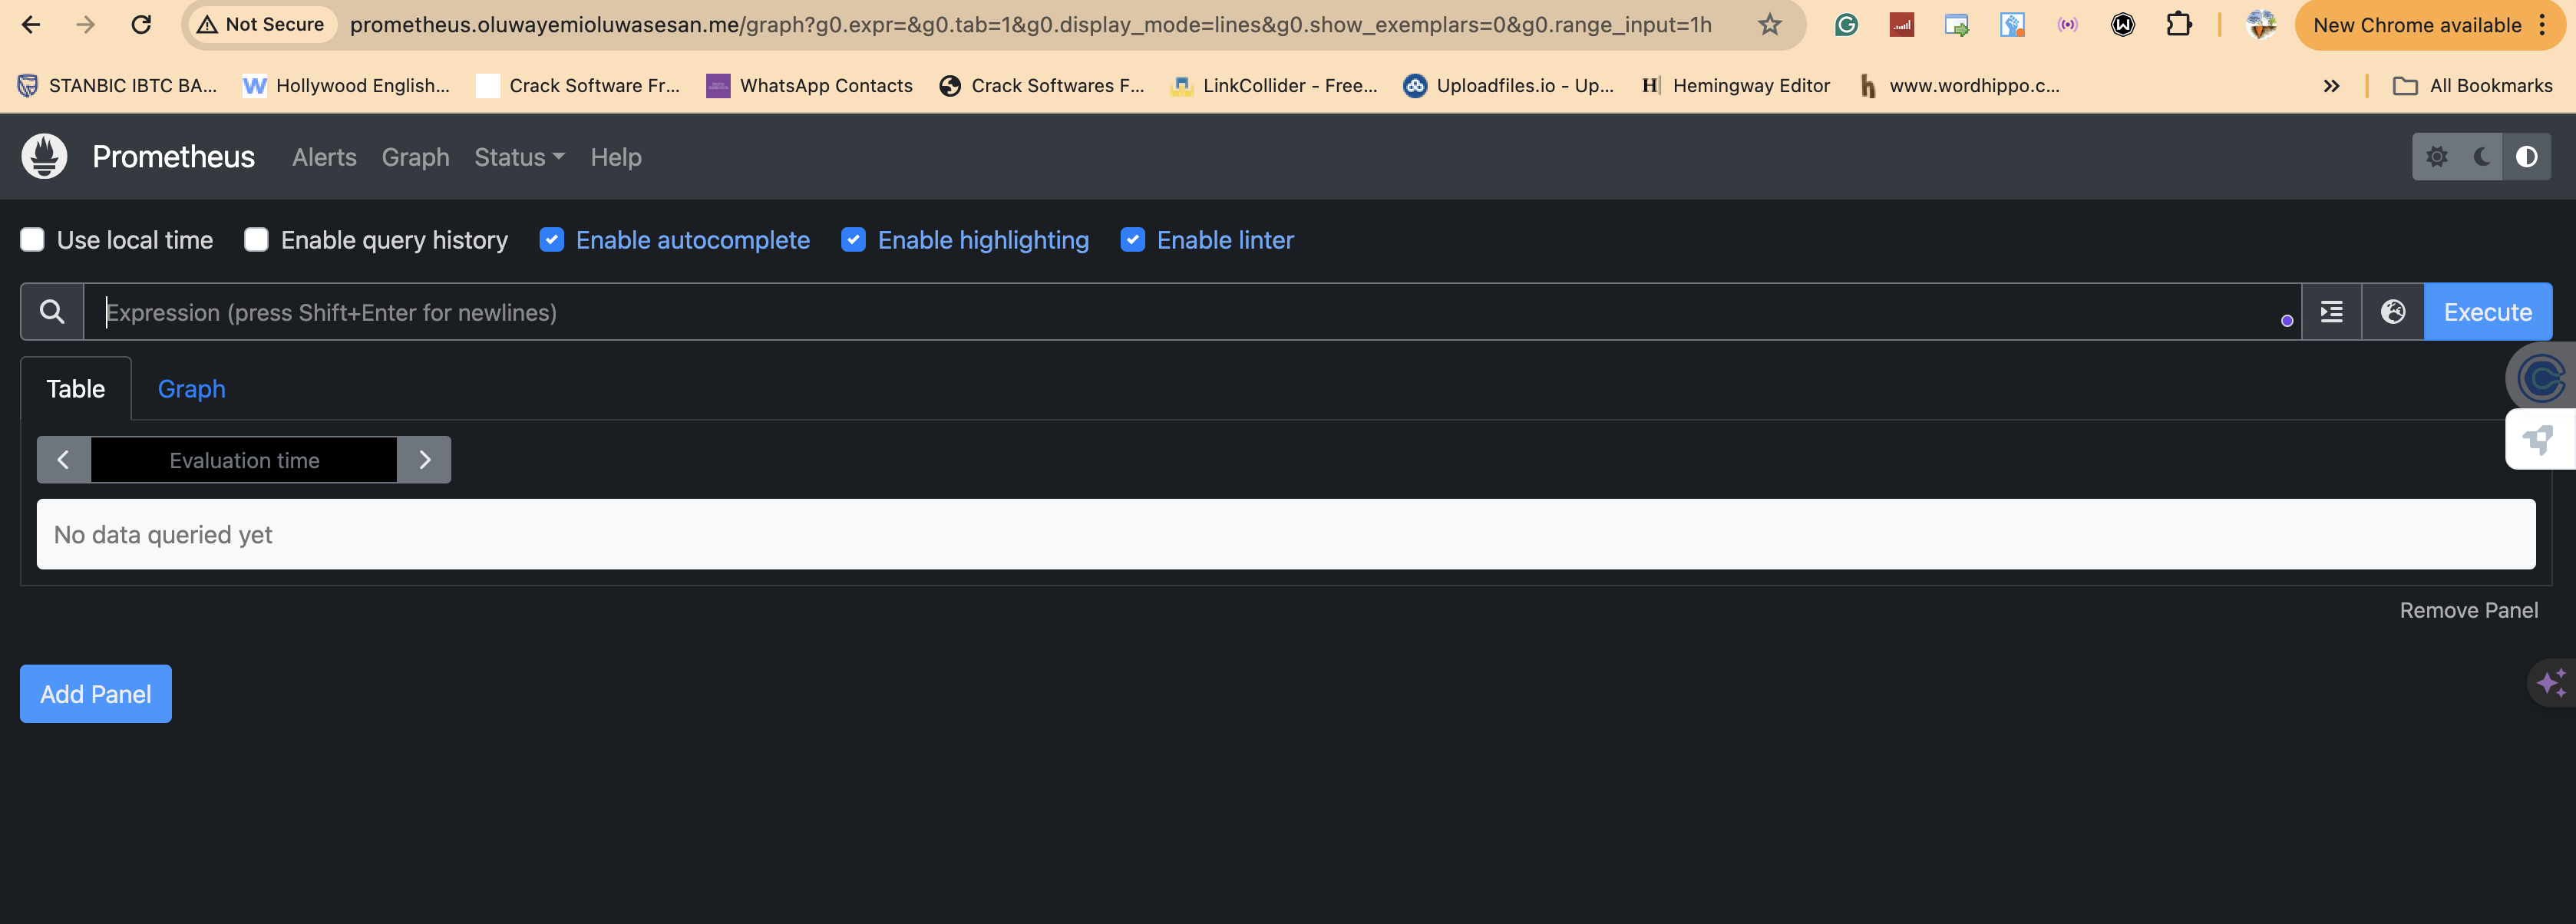 Not Secure prometheus.oluwayemioluwasesan.me/graph?g0.expr=&g0.tab=1&g0.display_mode=lines&g0.show_exemplars=0&g0.range_input=1h New Chrome available
STANBIC IBTC BA... Hollywood English... Crack Software Fr... WhatsApp Contacts Crack Softwares F... LinkCollider - Free... Uploadfiles.io - Up... Hemingway Editor www.wordhippo.c... All Bookmarks
Prometheus Alerts Graph Status Help
Use local time Enable query history Enable autocomplete Enable highlighting Enable linter
Expression (press Shift+Enter for newlines) Execute
Table Graph
Evaluation time
No data queried yet
Remove Panel
Add Panel